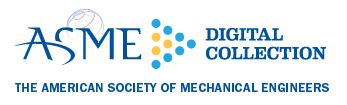 ASME DIGITAL
COLLECTION
THE AMERICAN SOCIETY OF MECHANICAL ENGINEERS